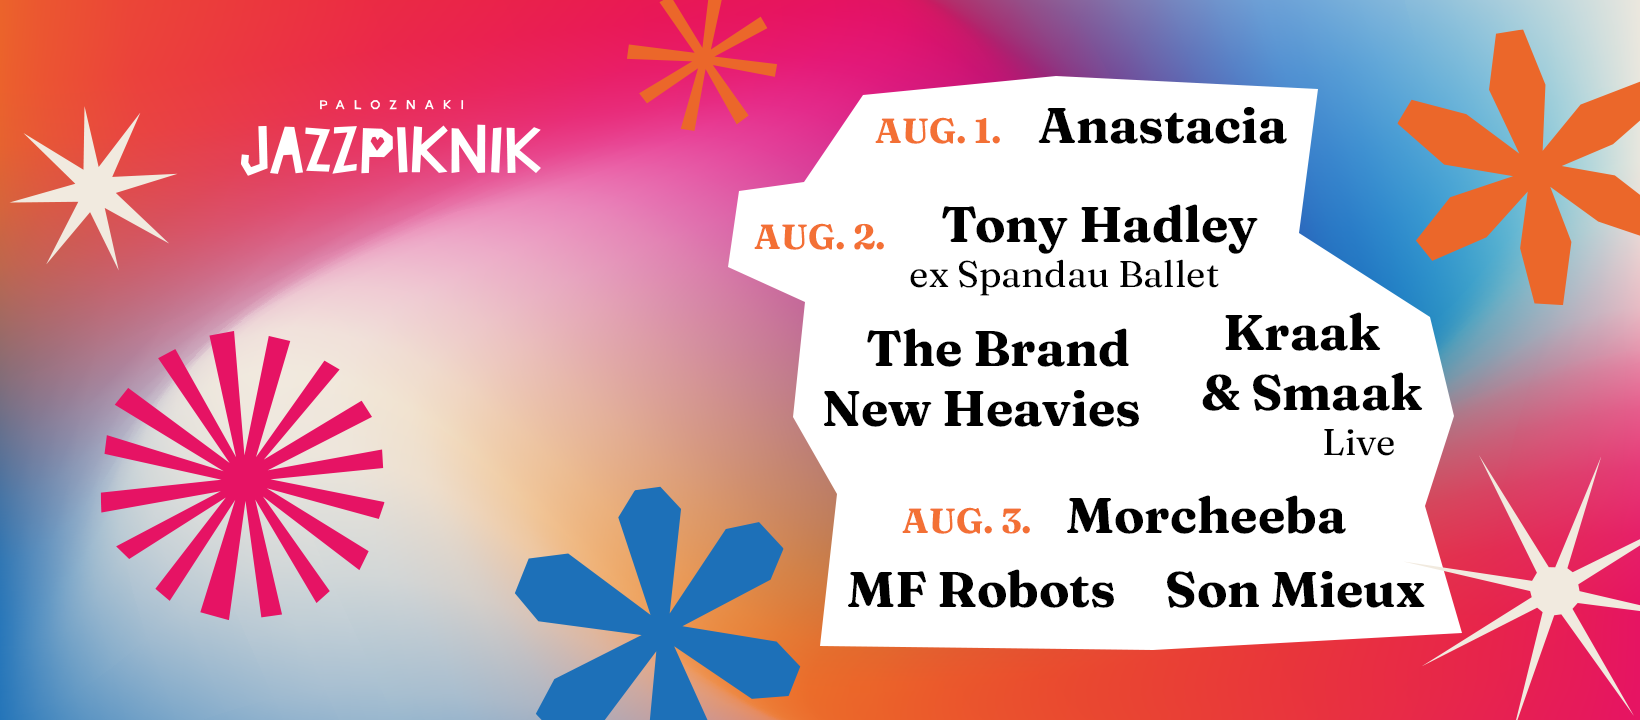 PALOZNAKI
JAZZPIKNIK
AUG. 1. Anastacia
AUG. 2. Tony Hadley
ex Spandau Ballet
The Brand
New Heavies
Kraak
& Smaak
Live
AUG. 3. Morcheeba
MF Robots Son Mieux